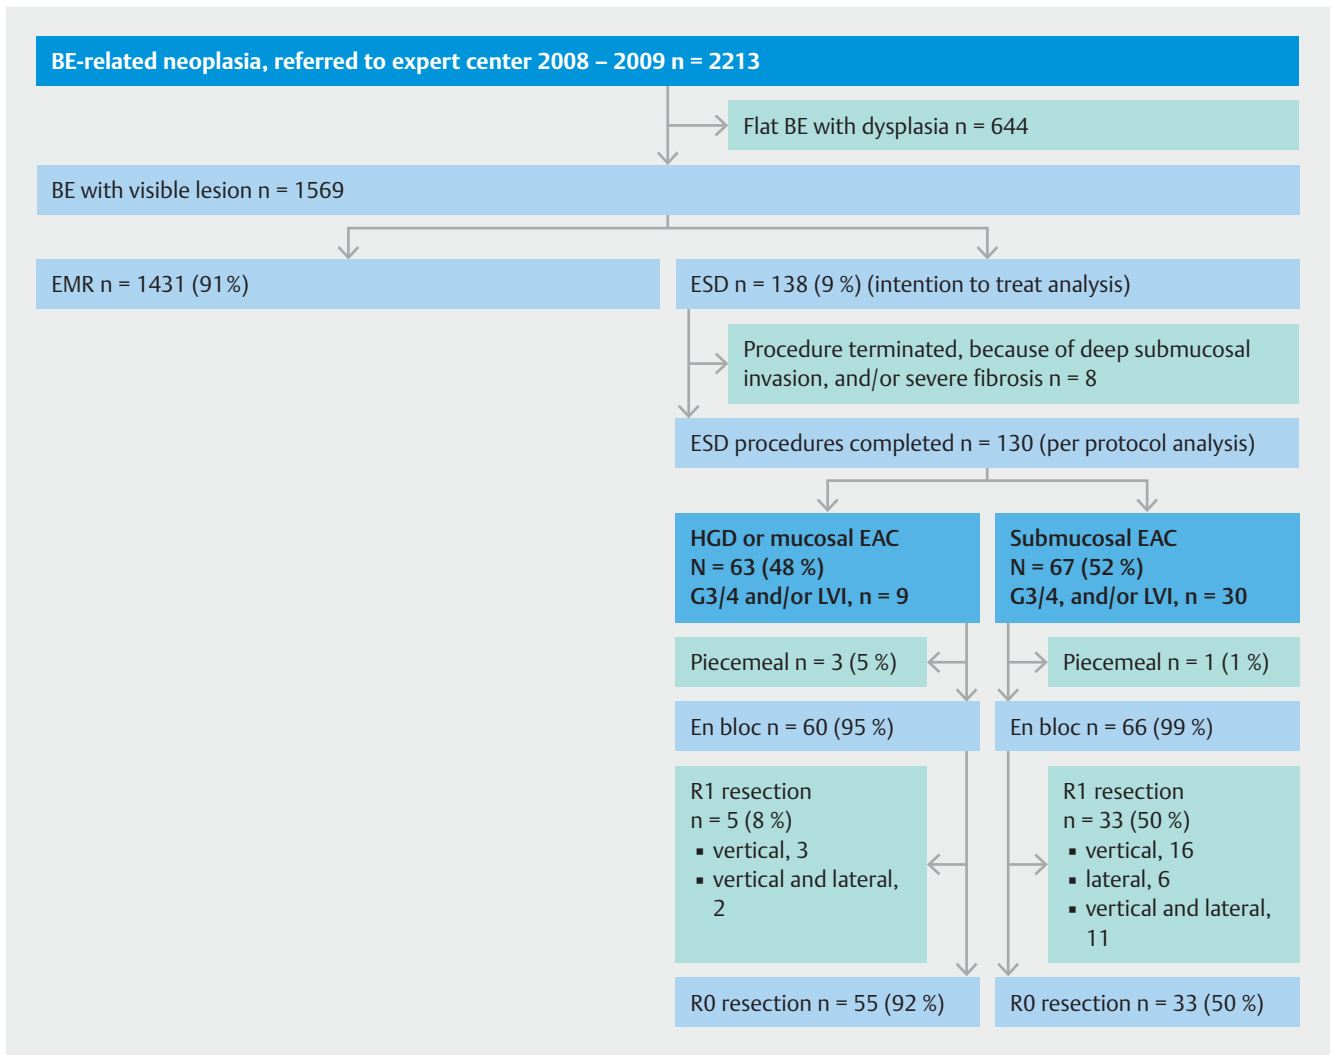 BE-related neoplasia, referred to expert center 2008 – 2009 n = 2213
Flat BE with dysplasia n = 644
BE with visible lesion n = 1569
EMR n = 1431 (91 %)
ESD n = 138 (9 %) (intention to treat analysis)
Procedure terminated, because of deep submucosal
invasion, and/or severe fibrosis n = 8
ESD procedures completed n = 130 (per protocol analysis)
HGD or mucosal EAC
N = 63 (48 %)
G3/4 and/or LVI, n = 9
Submucosal EAC
N = 67 (52 %)
G3/4, and/or LVI, n = 30
Piecemeal n = 3 (5 %)
Piecemeal n = 1 (1 %)
En bloc n = 60 (95 %)
En bloc n = 66 (99 %)
R1 resection
n = 5 (8 %)
▪ vertical, 3
▪ vertical and lateral,
2
R1 resection
n = 33 (50 %)
▪ vertical, 16
▪ lateral, 6
▪ vertical and lateral,
11
R0 resection n = 55 (92 %)
R0 resection n = 33 (50 %)